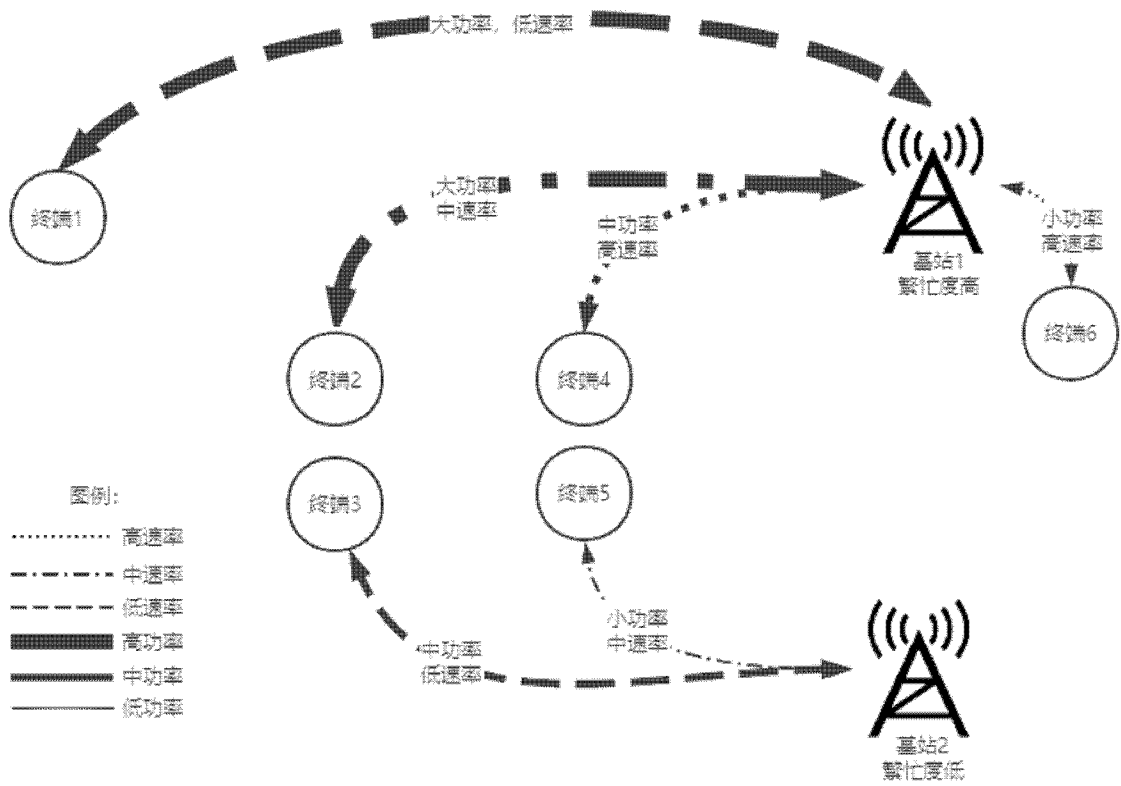 大功率，低速率
终端1
大功率
中速率
中功率
高速率
小功率
高速率
基站1
繁忙度高
终端6
终端2
终端4
终端3
终端5
图例：
高速率
中速率
低速率
高功率
中功率
低功率
小功率
中速率
中功率
低速率
基站2
繁忙度低